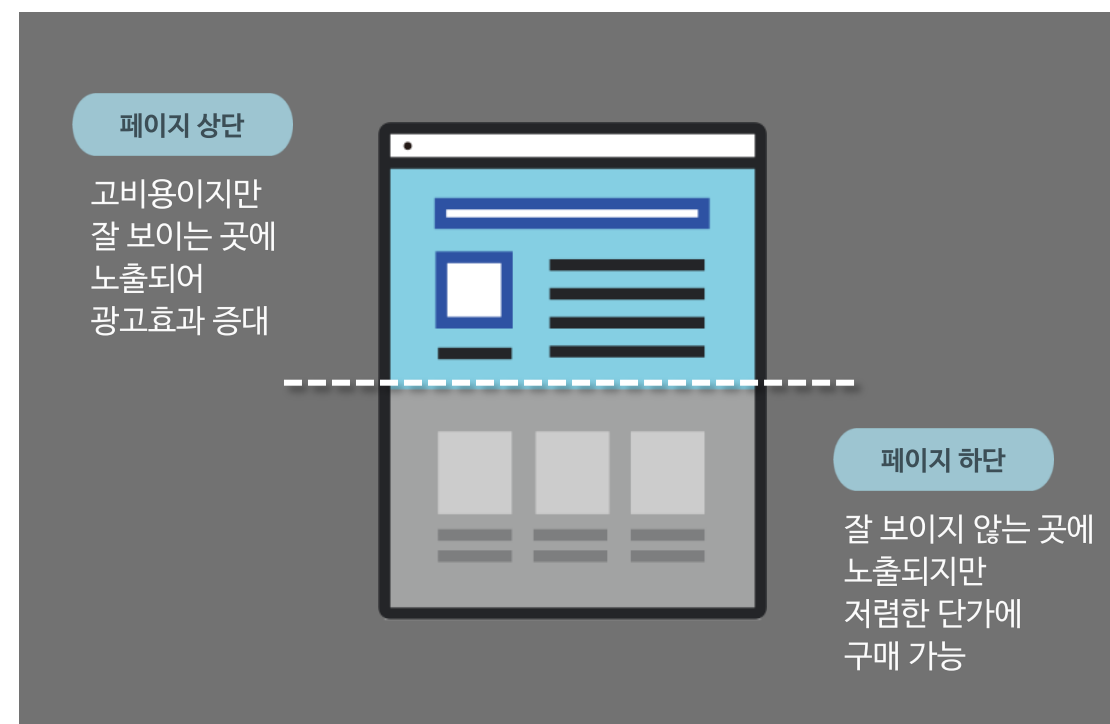 페이지 상단
고비용이지만
잘 보이는 곳에
노출되어
광고효과 증대
페이지 하단
잘 보이지 않는 곳에
노출되지만
저렴한 단가에
구매 가능